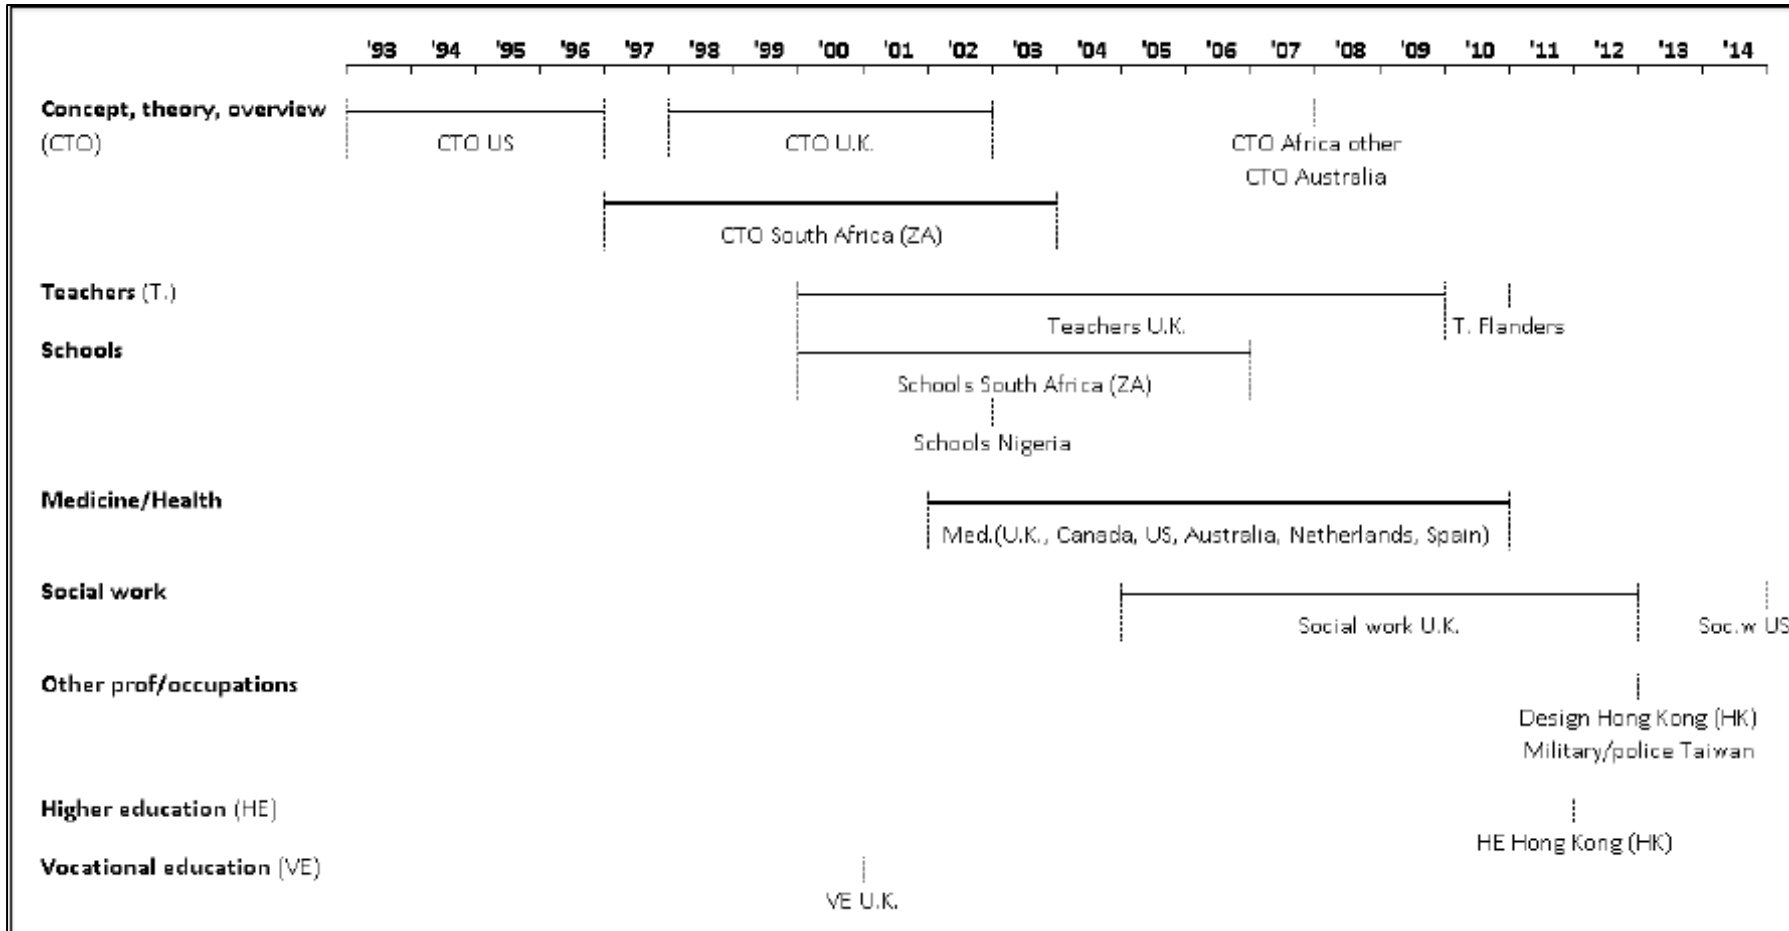 '93 '94 '95 '96 '97 '98 '99 '00 '01 '02 '03 '04 '05 '06 '07 '08 '09 '10 '11 '12 '13 '14
Concept, theory, overview
(CTO)
CTO US
CTO U.K.
CTO Africa other
CTO Australia
CTO South Africa (ZA)
Teachers (T.)
Teachers U.K.
T. Flanders
Schools
Schools South Africa (ZA)
Schools Nigeria
Medicine/Health
Med.(U.K., Canada, US, Australia, Netherlands, Spain)
Social work
Social work U.K.
Soc.w US
Other prof/occupations
Design Hong Kong (HK)
Military/police Taiwan
Higher education (HE)
HE Hong Kong (HK)
Vocational education (VE)
VE U.K.